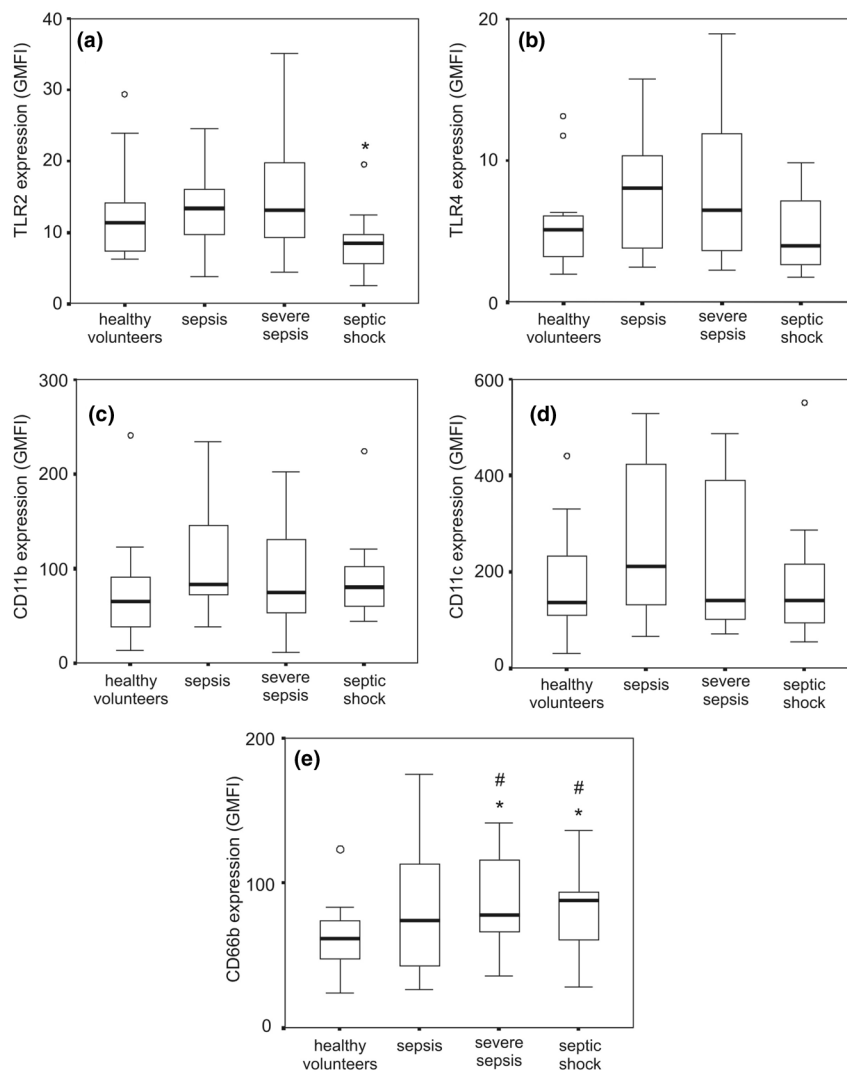 (a)
TLR2 expression (GMFI)
40
30
20
10
0
*
healthy
volunteers
sepsis
severe
sepsis
septic
shock
(b)
TLR4 expression (GMFI)
20
10
0
healthy
volunteers
sepsis
severe
sepsis
septic
shock
(c)
CD11b expression (GMFI)
300
200
100
0
healthy
volunteers
sepsis
severe
sepsis
septic
shock
(d)
CD11c expression (GMFI)
600
400
200
0
healthy
volunteers
sepsis
severe
sepsis
septic
shock
(e)
CD66b expression (GMFI)
200
100
0
#
*
#
*
healthy
volunteers
sepsis
severe
sepsis
septic
shock